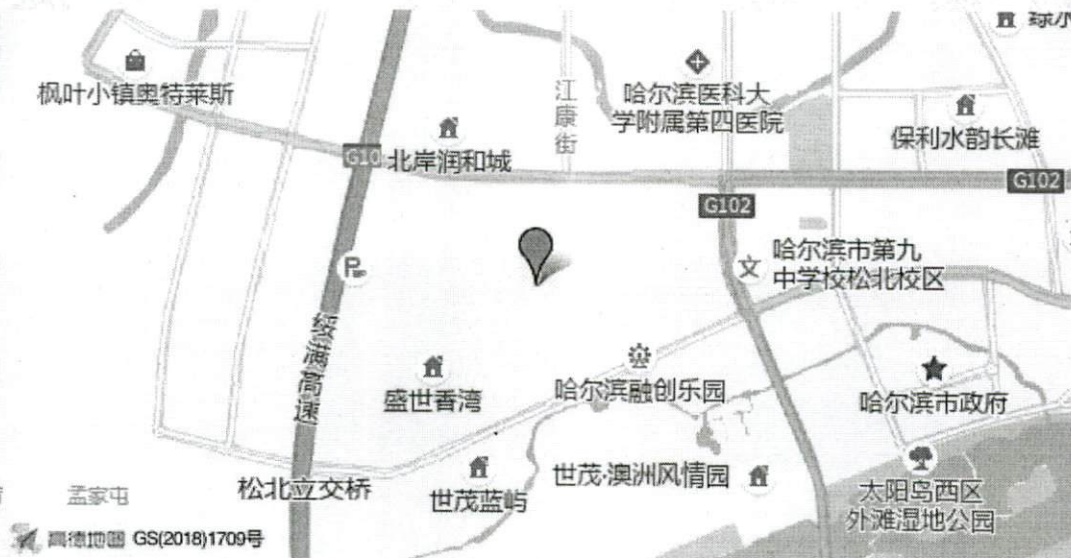 绿水
枫叶小镇奥特莱斯
江康街
哈尔滨医科大
学附属第四医院
保利水韵长滩
G10
北岸润和城
G102
G102
哈尔滨市第九
中学校松北校区
绥满高速
盛世香湾
哈尔滨融创乐园
哈尔滨市政府
松北立交桥
世茂蓝屿
世茂·澳洲风情园
太阳岛西区
外滩湿地公园
孟家屯
高德地图 GS(2018)1709号